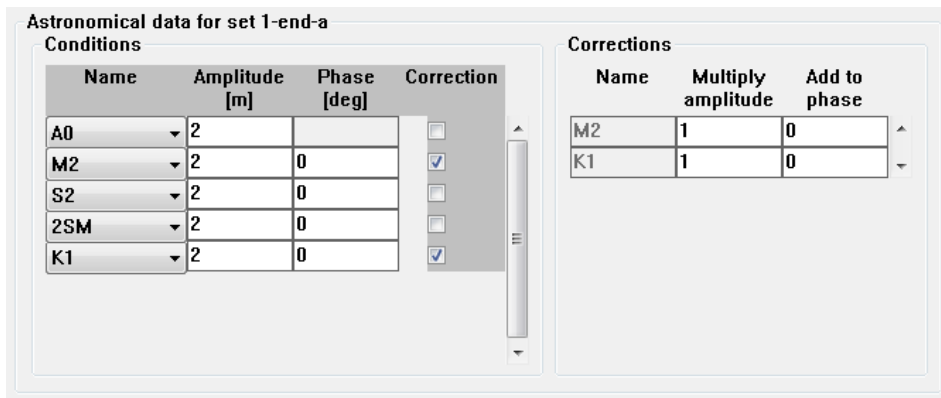 Astronomical data for set 1-end-a
Conditions
Name Amplitude [m] Phase [deg] Correction
A0 2
M2 2 0
S2 2 0
2SM 2 0
K1 2 0
Corrections
Name Multiply amplitude Add to phase
M2 1 0
K1 1 0